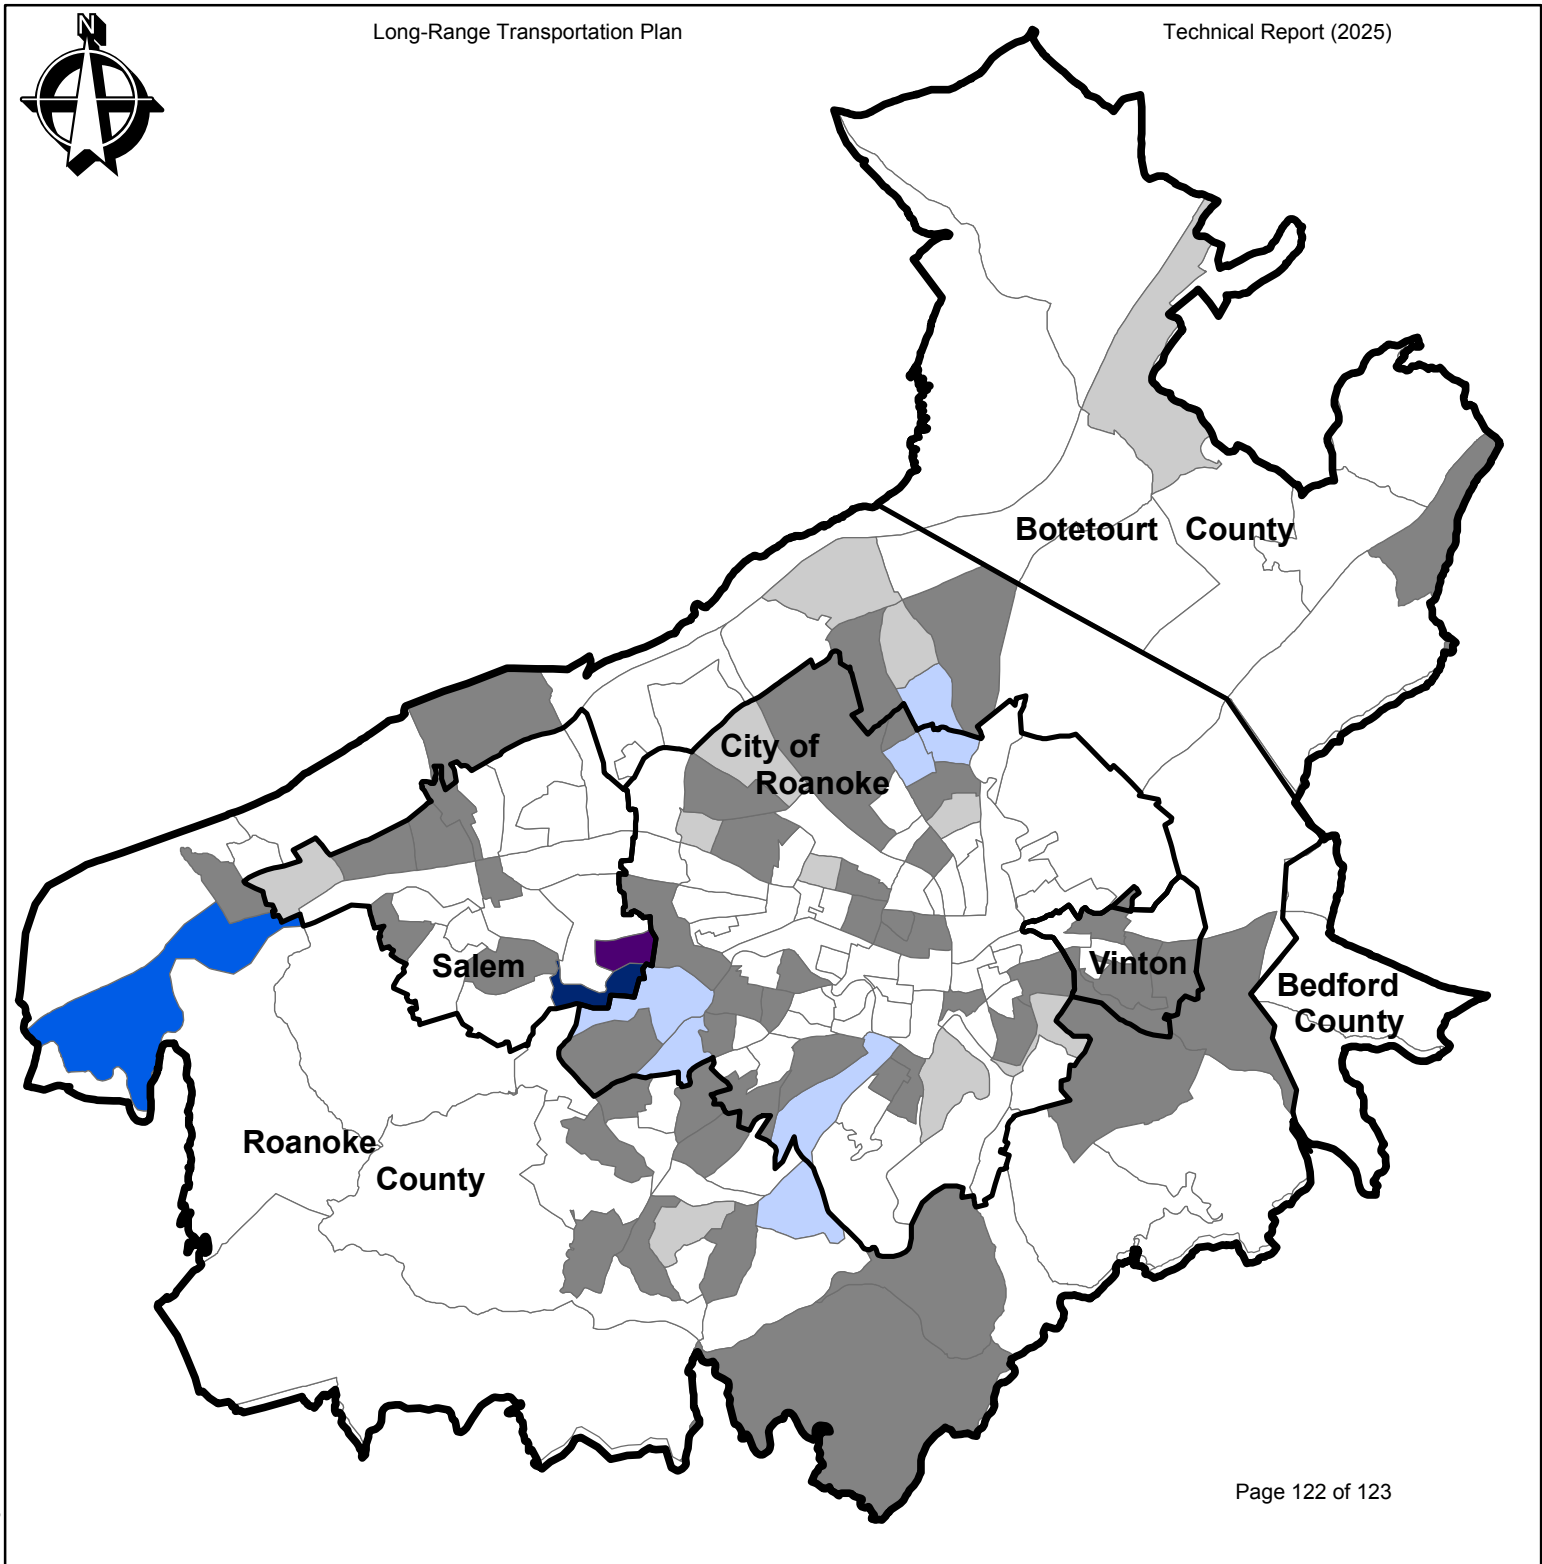 N
Long-Range Transportation Plan
Technical Report (2025)
Botetourt County
City of
Roanoke
Salem
Vinton
Bedford
County
Roanoke
County
Page 122 of 123